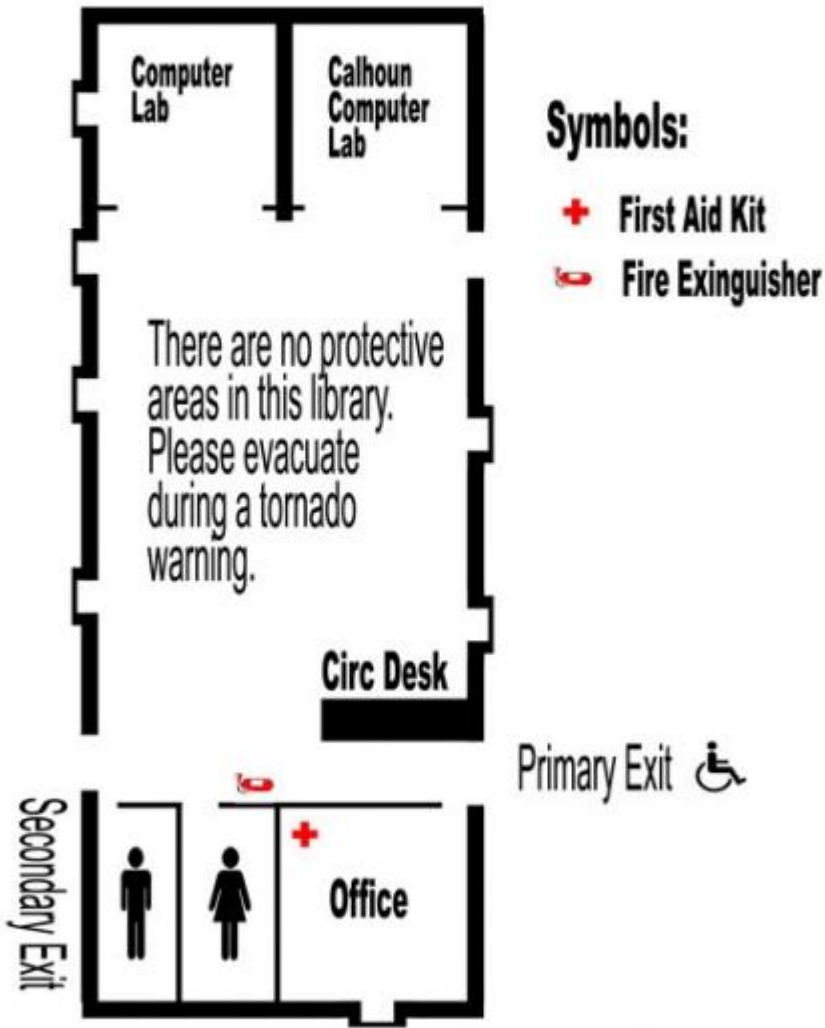 Computer
Lab
Calhoun
Computer
Lab
Symbols:
First Aid Kit
Fire Exinguisher
There are no protective
areas in this library.
Please evacuate
during a tornado
warning.
Circ Desk
Primary Exit
Secondary Exit
Office